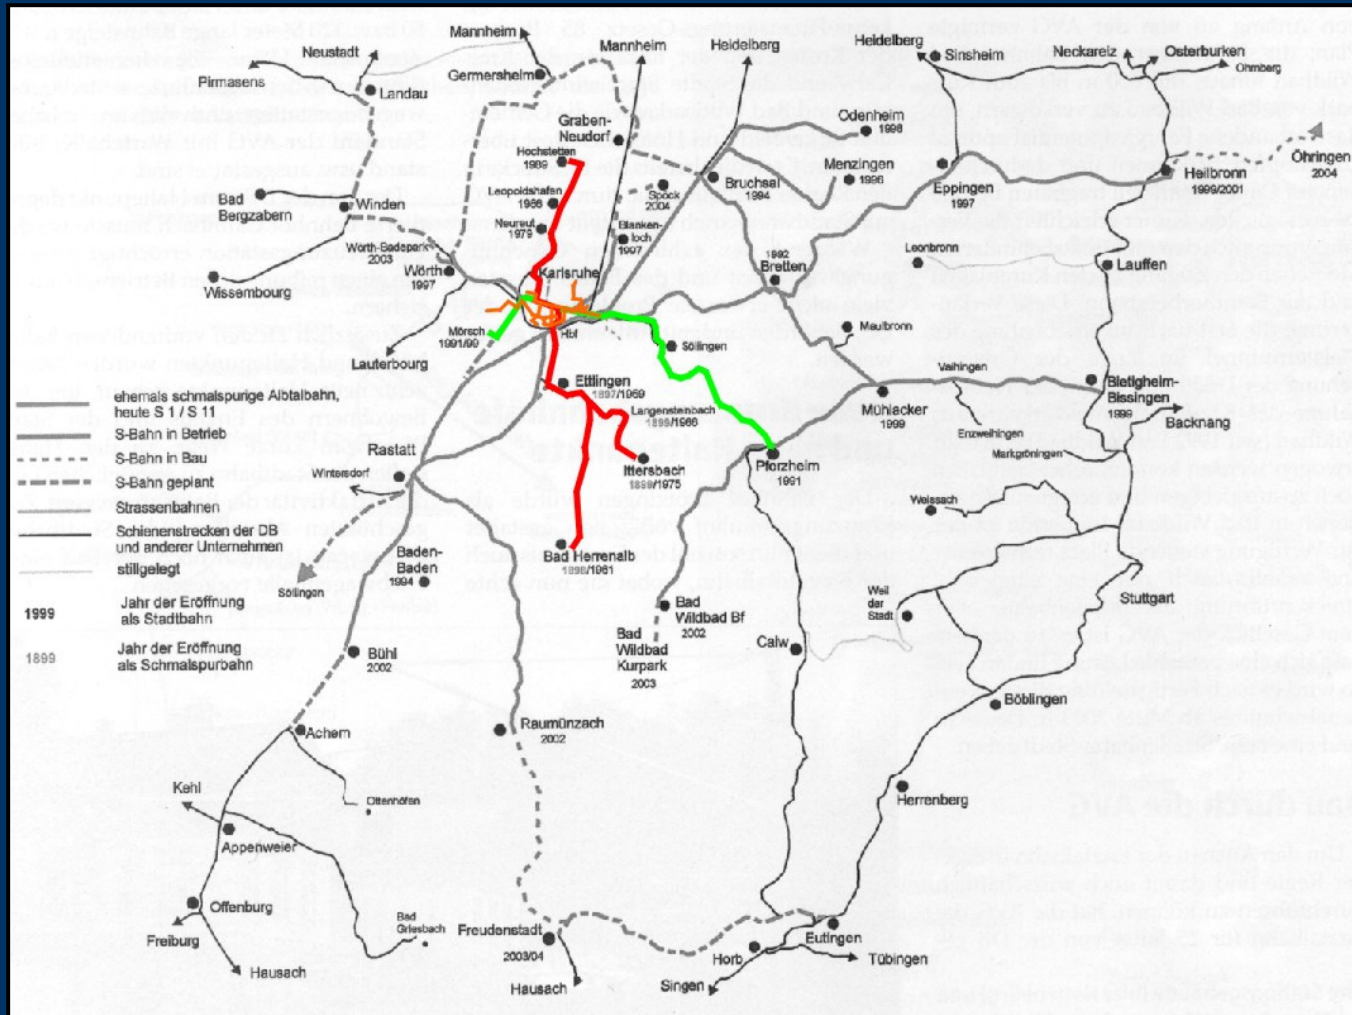 Mannheim
Neustadt
Mannheim
Heidelberg
Heidelberg
Sinsheim
Neckarelz
Osterburken
Pirmasens
Germersheim
Landau
Graben-
Neudorf
Odenheim
1998
Hochstetten
1989
Menzingen
1996
Öhringen
2004
Bruchsal
1994
Eppingen
1997
Heilbronn
1999/2001
Leopoldshafen
1986
Spöck
2004
Bad
Bergzabern
Winden
Neureut
1979
Blanken-
loch
1997
Wörth-Badepark
2003
1992
Bretten
Leonbronn
Lauffen
Wissembourg
Wörth
1997
Karlsruhe
Mörsch
1991/99
Hbf
Söllingen
Maulbronn
Lauterbourg
Vaihingen
Ettlingen
1897/1969
Mühlacker
1999
Bietigheim-
Bissingen
1999
ehemals schmalspurige Albtalbahn,
heute S 1 / S 11
Langensteinbach
1899/1966
Enzweihingen
Backnang
S-Bahn in Betrieb
Rastatt
Markgröningen
S-Bahn in Bau
Wintersdorf
Ittersbach
1899/1975
Pforzheim
1991
S-Bahn geplant
Weissach
Strassenbahnen
Schienenstrecken der DB
und anderer Unternehmen
Bad Herrenalb
1898/1961
stillgelegt
Baden-
Baden
1994
Söllingen
Stuttgart
1999
Jahr der Eröffnung
als Stadtbahn
Bad
Wildbad Bf
2002
Weil
der
Stadt
1899
Jahr der Eröffnung
als Schmalspurbahn
Bühl
2002
Bad
Wildbad
Kurpark
2003
Calw
Böblingen
Achern
Raumünzach
2002
Kehl
Ottenhöfen
Herrenberg
Appenweier
Offenburg
Bad
Griesbach
Freudenstadt
2003/04
Eutingen
Freiburg
Horb
Tübingen
Hausach
Hausach
Singen